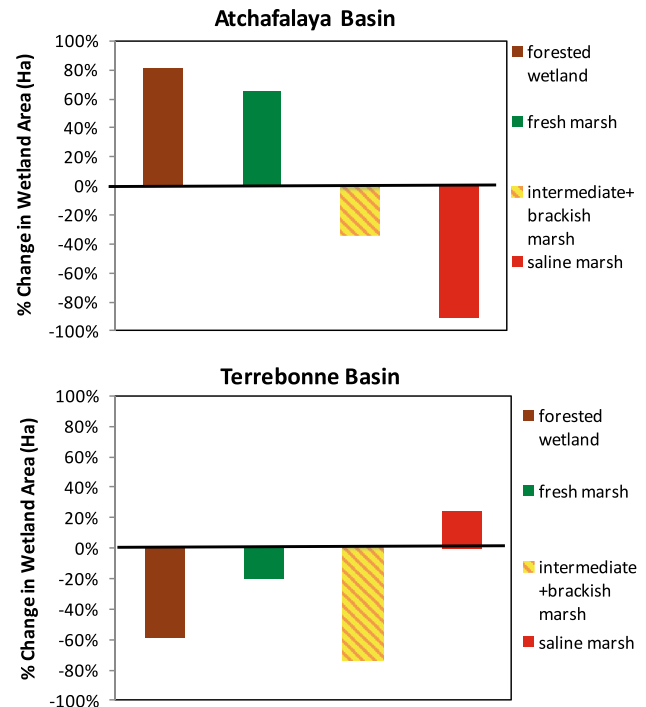 Atchafalaya Basin
% Change in Wetland Area (Ha)
100%
80%
60%
40%
20%
0%
-20%
-40%
-60%
-80%
-100%
forested
wetland
fresh marsh
intermediate+
brackish
marsh
saline marsh
Terrebonne Basin
% Change in Wetland Area (Ha)
100%
80%
60%
40%
20%
0%
-20%
-40%
-60%
-80%
-100%
forested
wetland
fresh marsh
intermediate
+brackish
marsh
saline marsh